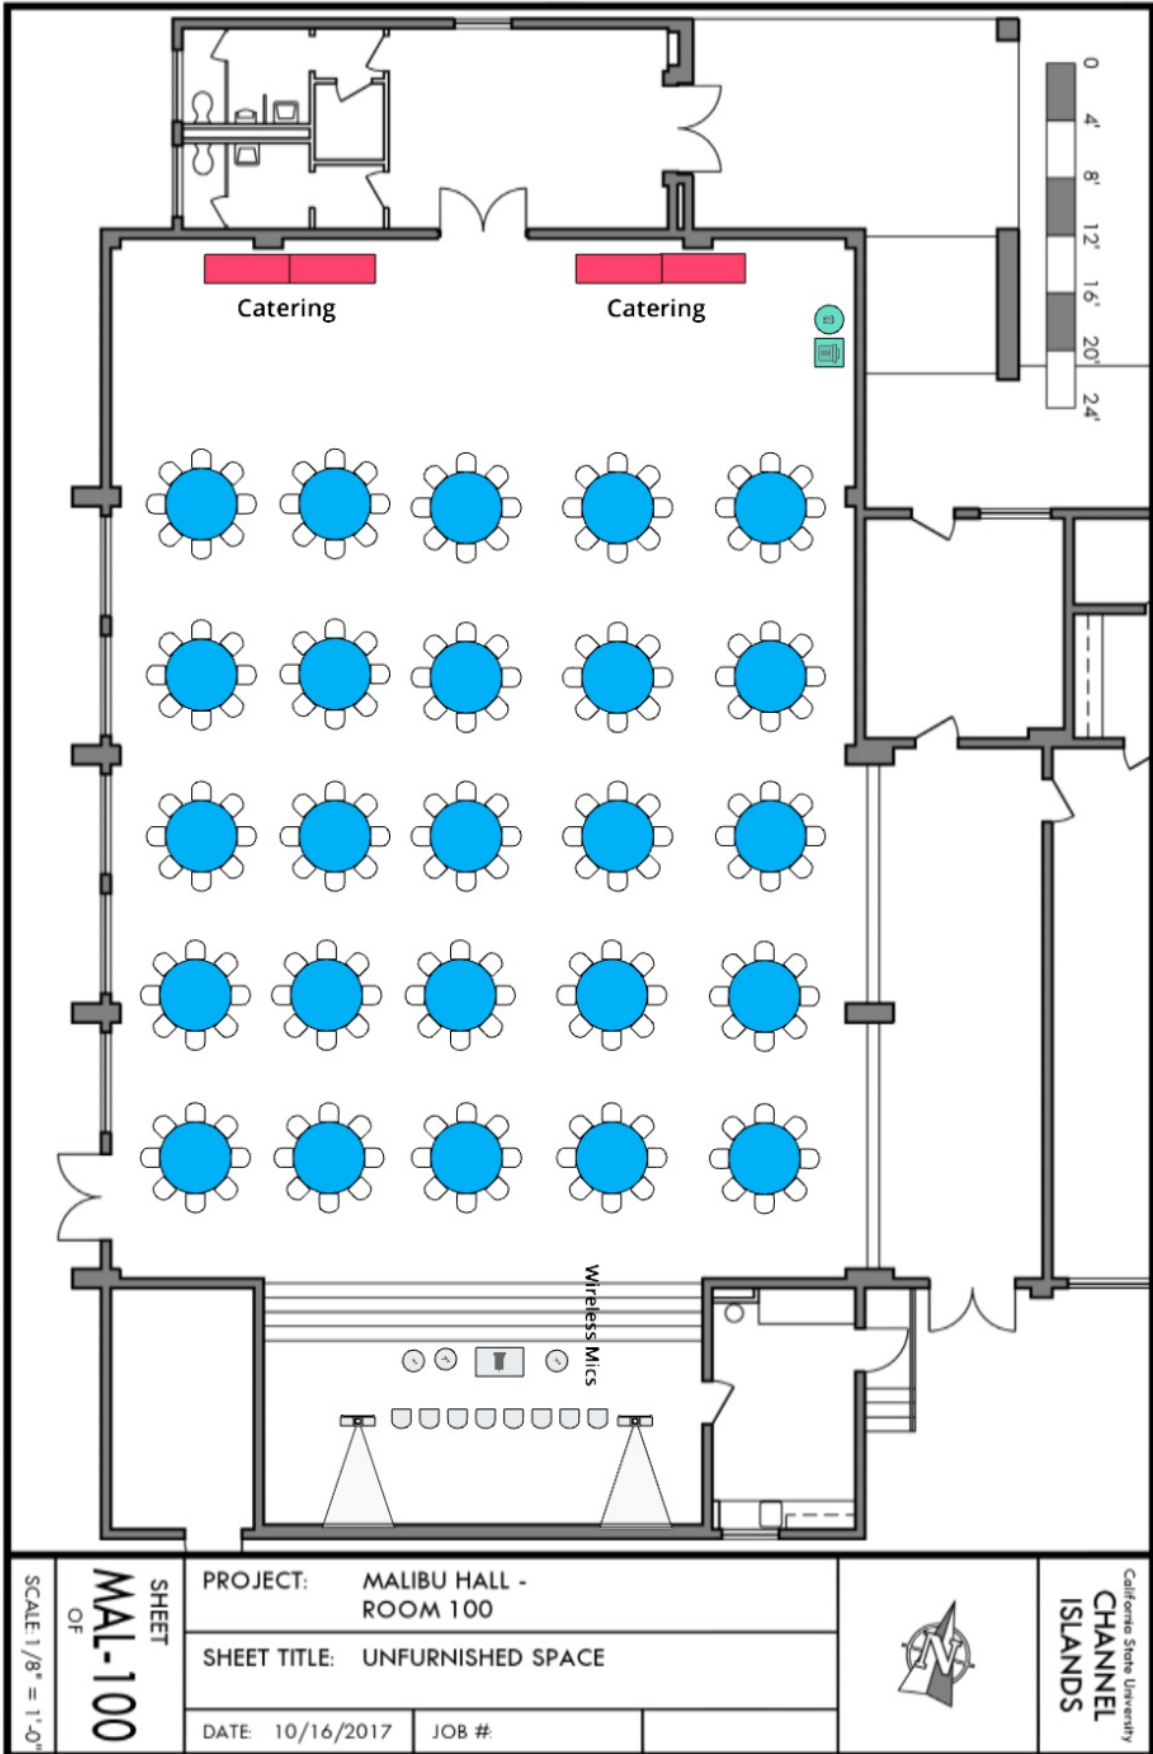 0
4'
8'
12'
16'
20'
24'
Catering
Catering
Wireless Mics
SCALE: 1/8" = 1'-0"
SHEET
OF
MAL-100
PROJECT: MALIBU HALL -
ROOM 100
SHEET TITLE: UNFURNISHED SPACE
DATE: 10/16/2017
JOB #:
N
California State University
CHANNEL
ISLANDS